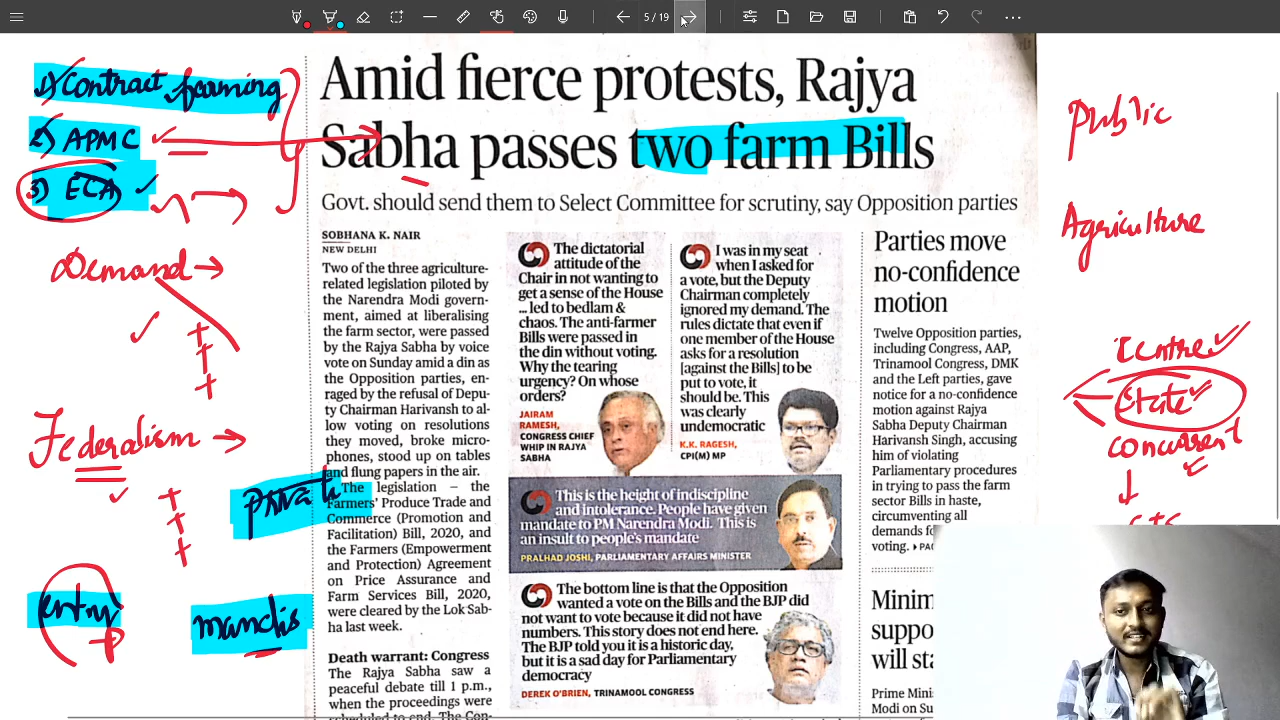 5 / 19
1) Contract farming
2) APMC
3) ECA
Demand
Federalism
Private
entry
mandis
Amid fierce protests, Rajya
Sabha passes two farm Bills
Govt. should send them to Select Committee for scrutiny, say Opposition parties
SOBHANA K. NAIR
NEW DELHI
Two of the three agriculture-
related legislation piloted by
the Narendra Modi govern-
ment, aimed at liberalising
the farm sector, were passed
by the Rajya Sabha by voice
vote on Sunday amid a din as
the Opposition parties, en-
raged by the refusal of Depu-
ty Chairman Harivansh to al-
low voting on resolutions
they moved, broke micro-
phones, stood up on tables
and flung papers in the air.
The legislation — the
Farmers' Produce Trade and
Commerce (Promotion and
Facilitation) Bill, 2020, and
the Farmers (Empowerment
and Protection) Agreement
on Price Assurance and
Farm Services Bill, 2020,
were cleared by the Lok Sab-
ha last week.
Death warrant: Congress
The Rajya Sabha saw a
peaceful debate till 1 p.m.,
when the proceedings were
scheduled to end. The Con-
The dictatorial
attitude of the
Chair in not wanting to
get a sense of the House
... led to bedlam &
chaos. The anti-farmer
Bills were passed in
the din without voting.
Why the tearing
urgency? On whose
orders?
JAIRAM
RAMESH,
CONGRESS CHIEF
WHIP IN RAJYA
SABHA
I was in my seat
when I asked for
a vote, but the Deputy
Chairman completely
ignored my demand. The
rules dictate that even if
one member of the House
asks for a resolution
[against the Bills] to be
put to vote, it
should be. This
was clearly
undemocratic
K.K. RAGESH,
CPI(M) MP
This is the height of indiscipline
and intolerance. People have given
mandate to PM Narendra Modi. This is
an insult to people's mandate
PRALHAD JOSHI, PARLIAMENTARY AFFAIRS MINISTER
The bottom line is that the Opposition
wanted a vote on the Bills and the BJP did
not want to vote because it did not have
numbers. This story does not end here.
The BJP told you it is a historic day,
but it is a sad day for Parliamentary
democracy
DEREK O'BRIEN, TRINAMOOL CONGRESS
Parties move
no-confidence
motion
Twelve Opposition parties,
including Congress, AAP,
Trinamool Congress, DMK
and the Left parties, gave
notice for a no-confidence
motion against Rajya
Sabha Deputy Chairman
Harivansh Singh, accusing
him of violating
Parliamentary procedures
in trying to pass the farm
sector Bills in haste,
circumventing all
demands
voting.
Minim
suppo
will sta
Prime Mini
Modi on Su
Public
Agriculture
Centre
State
concurrent